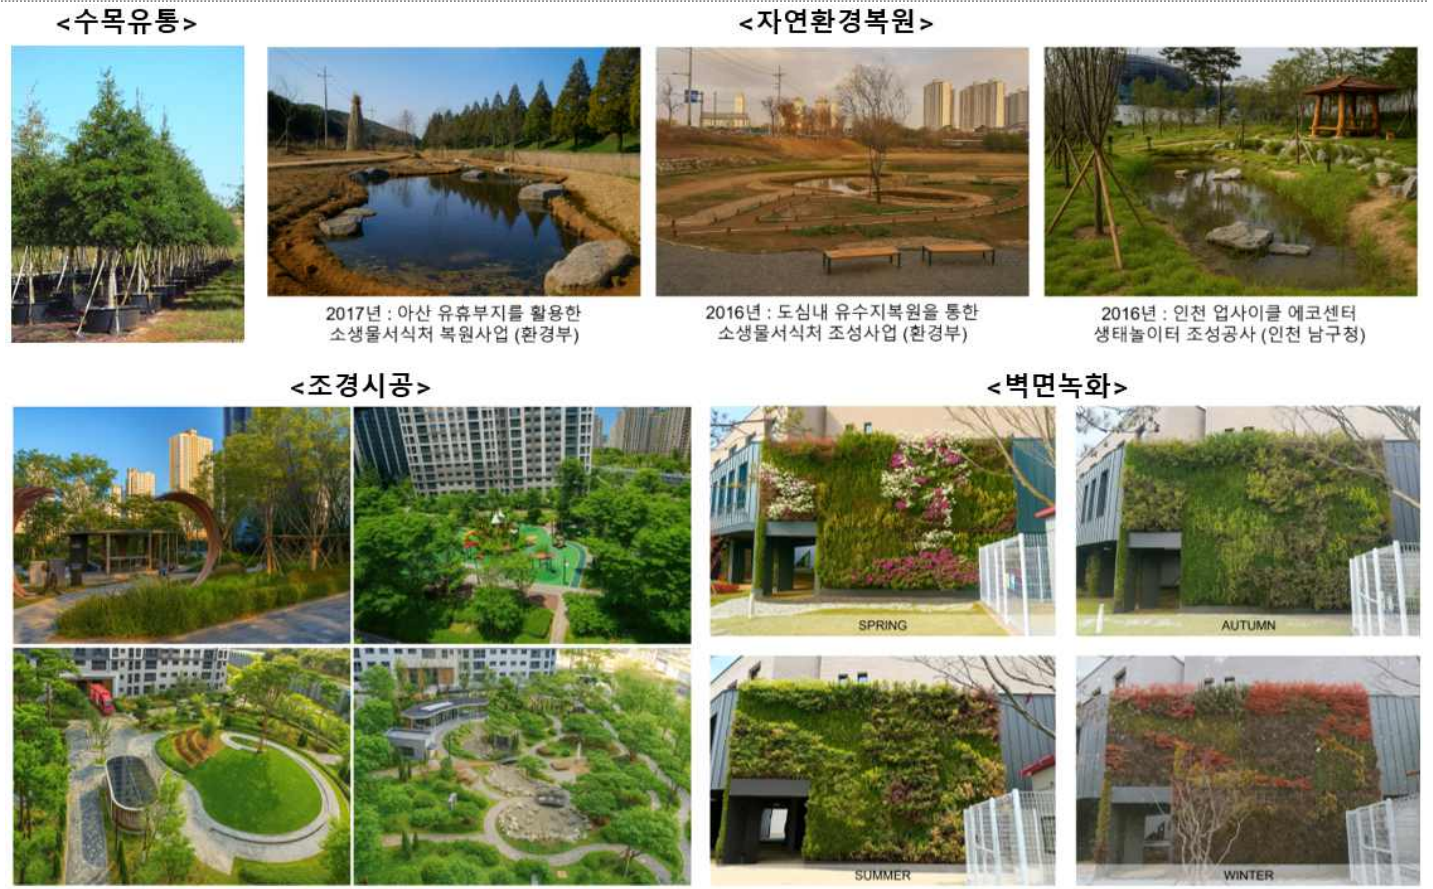 <수목유통>
<자연환경복원>
2017년 : 아산 유휴부지를 활용한
소생물서식처 복원사업 (환경부)
2016년 : 도심내 유수지복원을 통한
소생물서식처 조성사업 (환경부)
2016년 : 인천 업사이클 에코센터
생태놀이터 조성공사 (인천 남구청)
<조경시공>
<벽면녹화>
SPRING
AUTUMN
SUMMER
WINTER